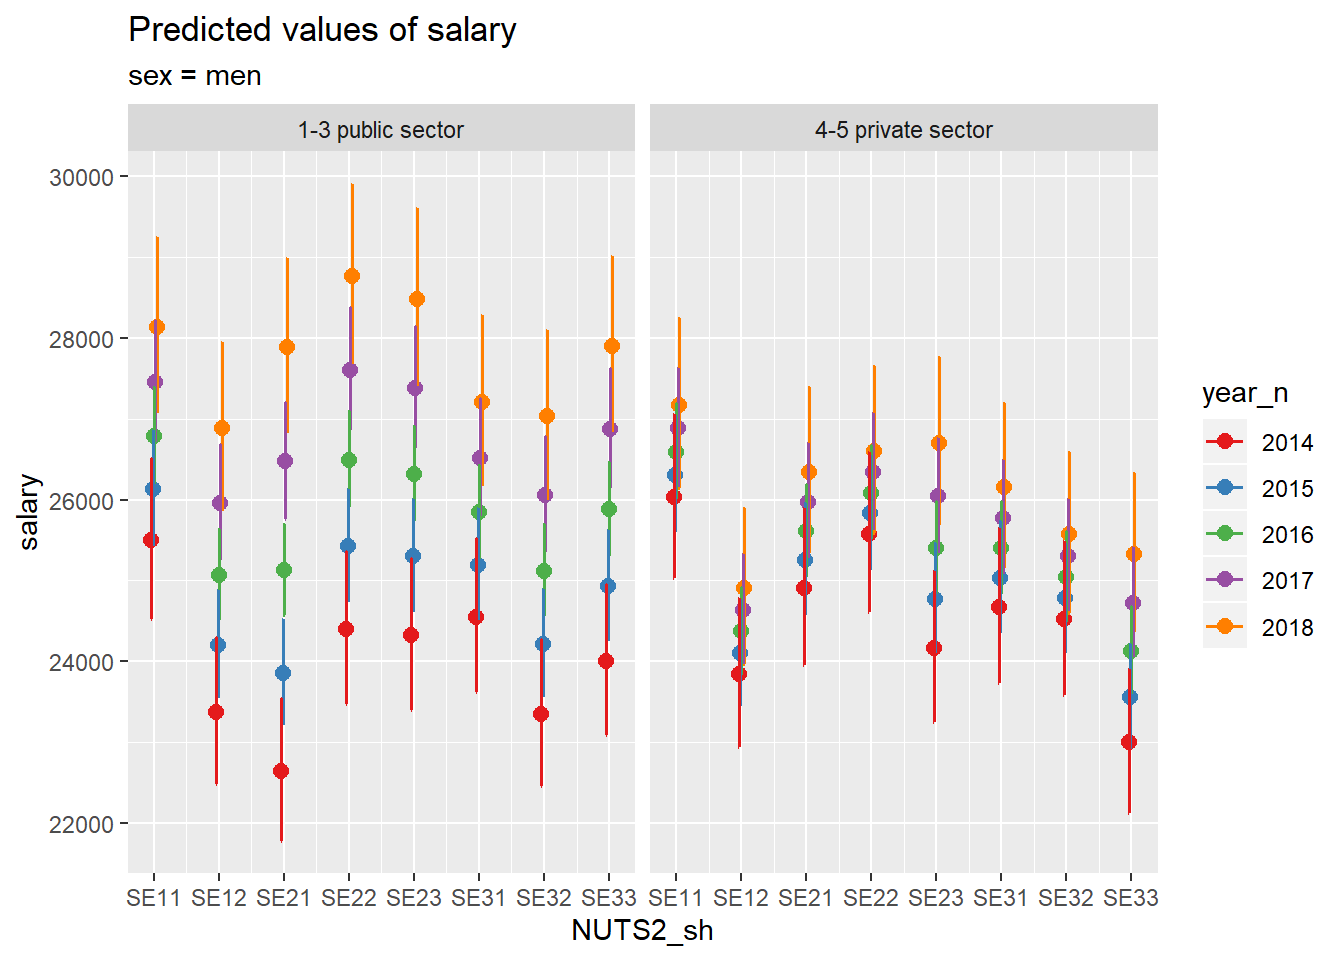 Predicted values of salary
sex = men
1-3 public sector
4-5 private sector
salary
30000
28000
26000
24000
22000
SE11 SE12 SE21 SE22 SE23 SE31 SE32 SE33
SE11 SE12 SE21 SE22 SE23 SE31 SE32 SE33
NUTS2_sh
year_n
2014
2015
2016
2017
2018